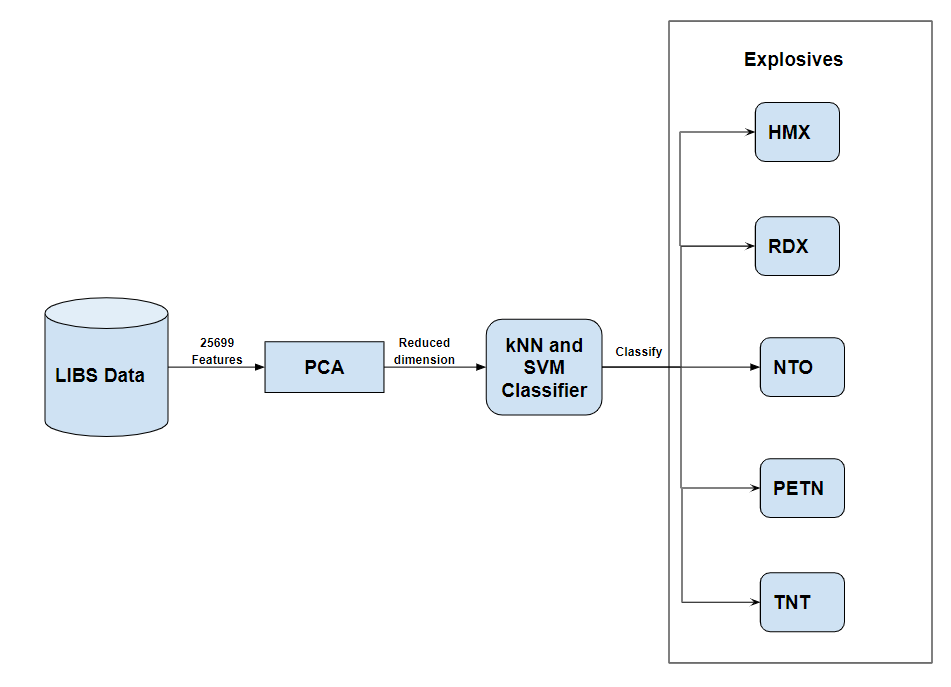 LIBS Data
25699
Features
PCA
Reduced
dimension
kNN and
SVM
Classifier
Classify
Explosives
HMX
RDX
NTO
PETN
TNT